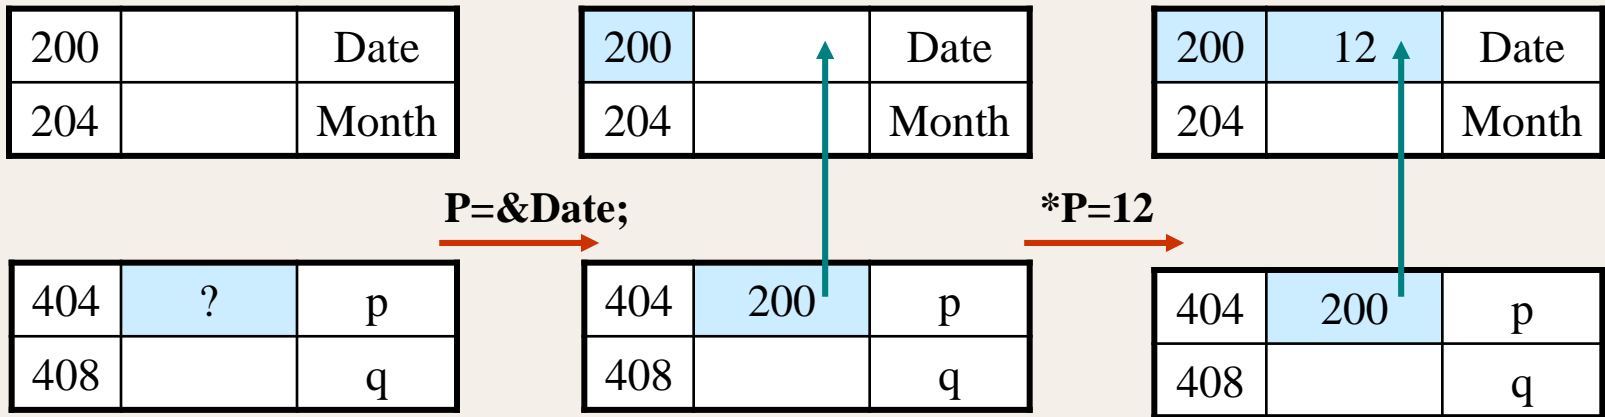 200 Date
204 Month
200 Date
204 Month
200 12 Date
204 Month
P=&Date;
*P=12
404 ? p
408 q
404 200 p
408 q
404 200 p
408 q